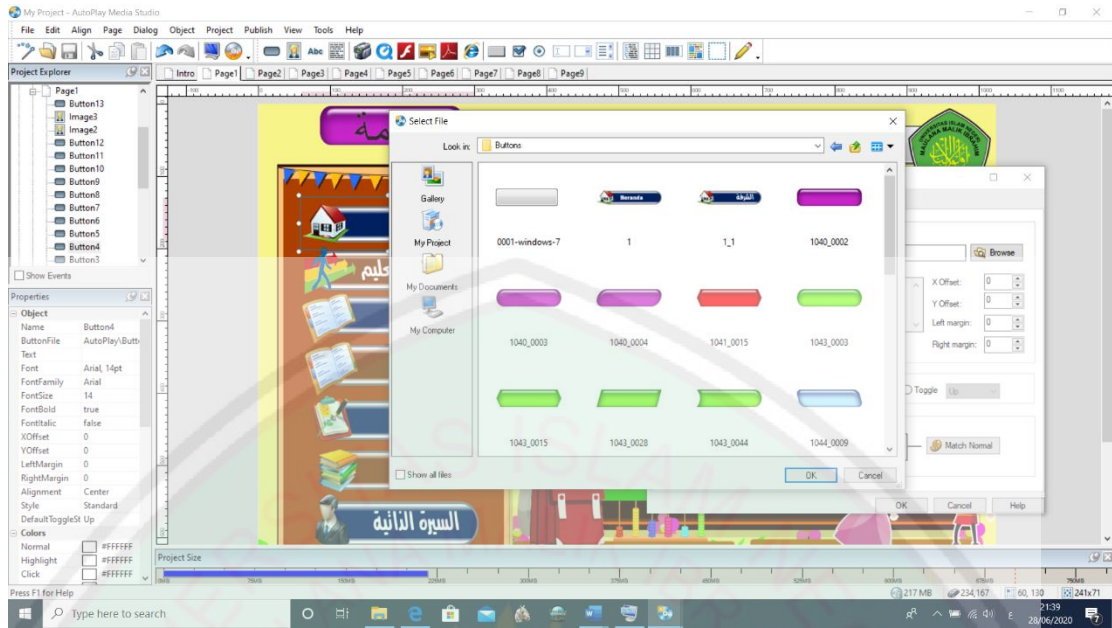 My Project - AutoPlay Media Studio
File Edit Align Page Dialog Object Project Publish View Tools Help
Project Explorer
Intro Page1 Page2 Page3 Page4 Page5 Page6 Page7 Page8 Page9
Page1
Button13
Image3
Image2
Button12
Button11
Button10
Button9
Button8
Button7
Button6
Button5
Button4
Button3
Show Events
Properties
Object
Name Button4
ButtonFile AutoPlay\Butt
Text
Font Arial, 14pt
FontFamily Arial
FontSize 14
FontBold true
FontItalic false
XOffset 0
YOffset 0
LeftMargin 0
RightMargin 0
Alignment Center
Style Standard
DefaultToggleSt Up
Colors
Normal #FFFFFF
Highlight #FFFFFF
Click #FFFFFF
Select File
Look in: Buttons
Gallery
My Project
My Documents
My Computer
Beranda
الغرفة
0001-windows-7 1 1_1 1040_0002
1040_0003 1040_0004 1041_0015 1043_0003
1043_0015 1043_0028 1043_0044 1044_0009
Show all files
OK Cancel
Browse
X Offset: 0
Y Offset: 0
Left margin: 0
Right margin: 0
Toggle Up
Match Normal
OK Cancel Help
السيرة الذاتية
Project Size
Press F1 for Help
217 MB 234,167 60, 130 241x71
Type here to search
21:39
28/06/2020